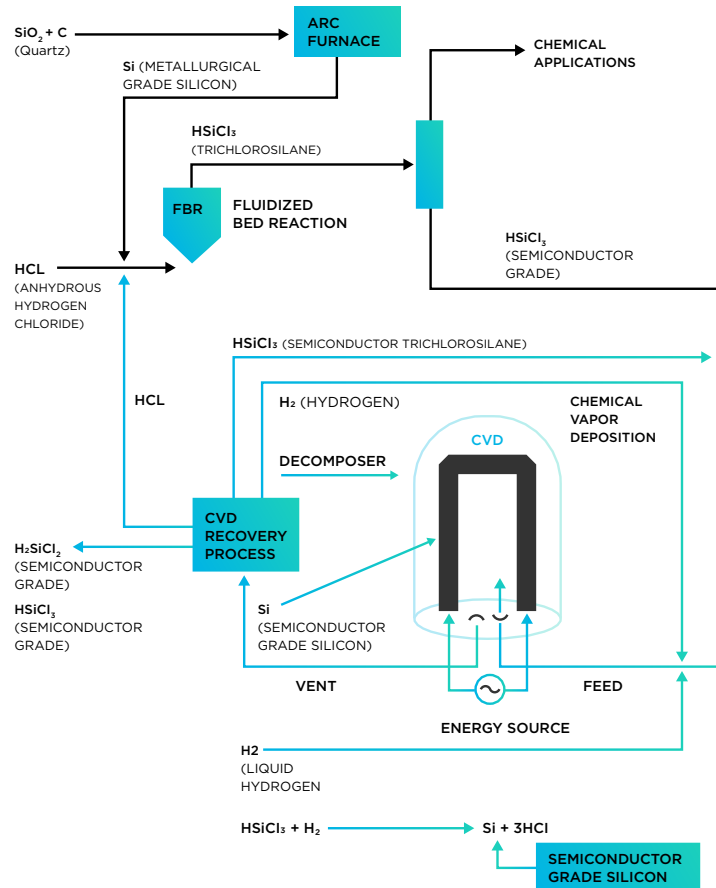 SiO₂ + C
(Quartz)
ARC
FURNACE
CHEMICAL
APPLICATIONS
Si (METALLURGICAL
GRADE SILICON)
HSiCl₃
(TRICHLOROSILANE)
FBR
FLUIDIZED
BED REACTION
HSiCl₃
(SEMICONDUCTOR
GRADE)
HCL
(ANHYDROUS
HYDROGEN
CHLORIDE)
HSiCl₃ (SEMICONDUCTOR TRICHLOROSILANE)
HCL
H₂ (HYDROGEN)
CHEMICAL
VAPOR
DEPOSITION
CVD
DECOMPOSER
CVD
RECOVERY
PROCESS
H₂SiCl₂
(SEMICONDUCTOR
GRADE)
HSiCl₃
(SEMICONDUCTOR
GRADE)
Si
(SEMICONDUCTOR
GRADE SILICON)
VENT
FEED
ENERGY SOURCE
H2
(LIQUID
HYDROGEN
HSiCl₃ + H₂
Si + 3HCl
SEMICONDUCTOR
GRADE SILICON